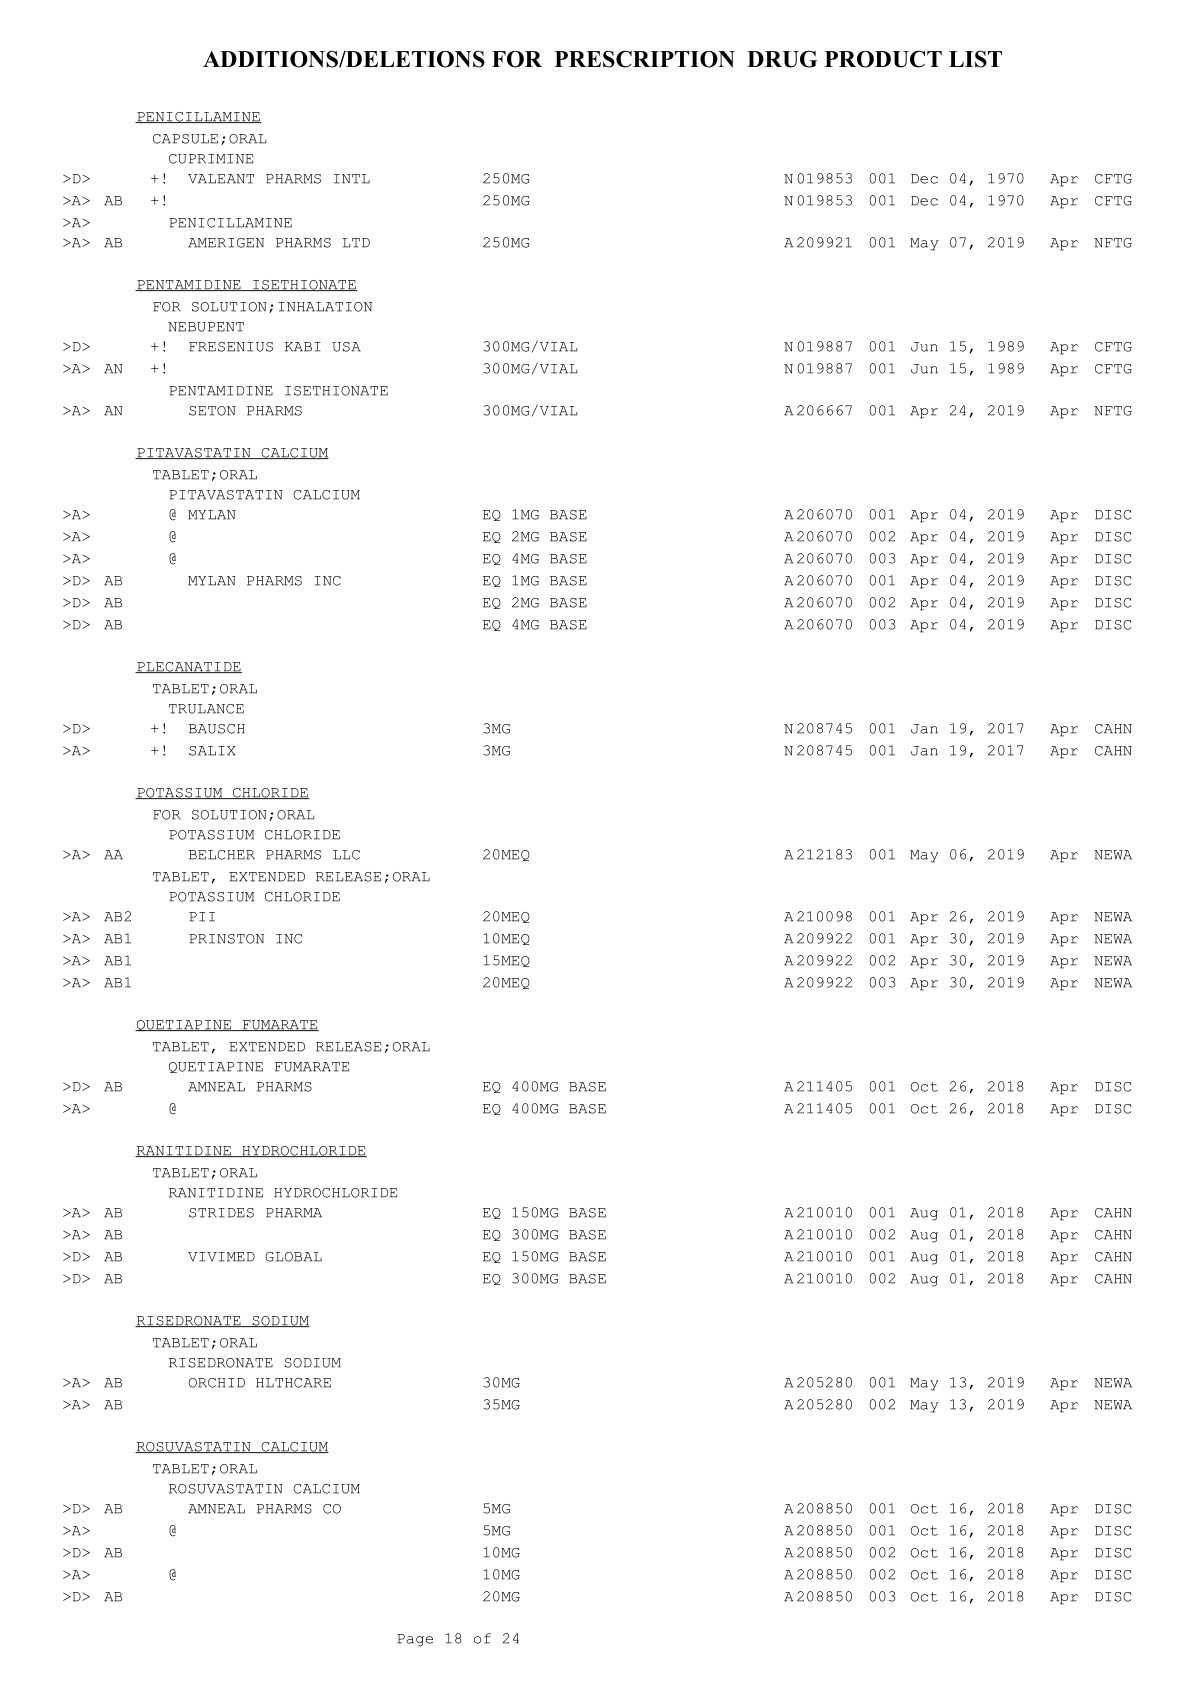 ADDITIONS/DELETIONS FOR PRESCRIPTION DRUG PRODUCT LIST
PENICILLAMINE
CAPSULE;ORAL
CUPRIMINE
>D> +! VALEANT PHARMS INTL 250MG N019853 001 Dec 04, 1970 Apr CFTG
>A> AB +! 250MG N019853 001 Dec 04, 1970 Apr CFTG
>A> PENICILLAMINE
>A> AB AMERIGEN PHARMS LTD 250MG A209921 001 May 07, 2019 Apr NFTG
PENTAMIDINE ISETHIONATE
FOR SOLUTION;INHALATION
NEBUPENT
>D> +! FRESENIUS KABI USA 300MG/VIAL N019887 001 Jun 15, 1989 Apr CFTG
>A> AN +! 300MG/VIAL N019887 001 Jun 15, 1989 Apr CFTG
PENTAMIDINE ISETHIONATE
>A> AN SETON PHARMS 300MG/VIAL A206667 001 Apr 24, 2019 Apr NFTG
PITAVASTATIN CALCIUM
TABLET;ORAL
PITAVASTATIN CALCIUM
>A> @ MYLAN EQ 1MG BASE A206070 001 Apr 04, 2019 Apr DISC
>A> @ EQ 2MG BASE A206070 002 Apr 04, 2019 Apr DISC
>A> @ EQ 4MG BASE A206070 003 Apr 04, 2019 Apr DISC
>D> AB MYLAN PHARMS INC EQ 1MG BASE A206070 001 Apr 04, 2019 Apr DISC
>D> AB EQ 2MG BASE A206070 002 Apr 04, 2019 Apr DISC
>D> AB EQ 4MG BASE A206070 003 Apr 04, 2019 Apr DISC
PLECANATIDE
TABLET;ORAL
TRULANCE
>D> +! BAUSCH 3MG N208745 001 Jan 19, 2017 Apr CAHN
>A> +! SALIX 3MG N208745 001 Jan 19, 2017 Apr CAHN
POTASSIUM CHLORIDE
FOR SOLUTION;ORAL
POTASSIUM CHLORIDE
>A> AA BELCHER PHARMS LLC 20MEQ A212183 001 May 06, 2019 Apr NEWA
TABLET, EXTENDED RELEASE;ORAL
POTASSIUM CHLORIDE
>A> AB2 PII 20MEQ A210098 001 Apr 26, 2019 Apr NEWA
>A> AB1 PRINSTON INC 10MEQ A209922 001 Apr 30, 2019 Apr NEWA
>A> AB1 15MEQ A209922 002 Apr 30, 2019 Apr NEWA
>A> AB1 20MEQ A209922 003 Apr 30, 2019 Apr NEWA
QUETIAPINE FUMARATE
TABLET, EXTENDED RELEASE;ORAL
QUETIAPINE FUMARATE
>D> AB AMNEAL PHARMS EQ 400MG BASE A211405 001 Oct 26, 2018 Apr DISC
>A> @ EQ 400MG BASE A211405 001 Oct 26, 2018 Apr DISC
RANITIDINE HYDROCHLORIDE
TABLET;ORAL
RANITIDINE HYDROCHLORIDE
>A> AB STRIDES PHARMA EQ 150MG BASE A210010 001 Aug 01, 2018 Apr CAHN
>A> AB EQ 300MG BASE A210010 002 Aug 01, 2018 Apr CAHN
>D> AB VIVIMED GLOBAL EQ 150MG BASE A210010 001 Aug 01, 2018 Apr CAHN
>D> AB EQ 300MG BASE A210010 002 Aug 01, 2018 Apr CAHN
RISEDRONATE SODIUM
TABLET;ORAL
RISEDRONATE SODIUM
>A> AB ORCHID HLTHCARE 30MG A205280 001 May 13, 2019 Apr NEWA
>A> AB 35MG A205280 002 May 13, 2019 Apr NEWA
ROSUVASTATIN CALCIUM
TABLET;ORAL
ROSUVASTATIN CALCIUM
>D> AB AMNEAL PHARMS CO 5MG A208850 001 Oct 16, 2018 Apr DISC
>A> @ 5MG A208850 001 Oct 16, 2018 Apr DISC
>D> AB 10MG A208850 002 Oct 16, 2018 Apr DISC
>A> @ 10MG A208850 002 Oct 16, 2018 Apr DISC
>D> AB 20MG A208850 003 Oct 16, 2018 Apr DISC
Page 18 of 24